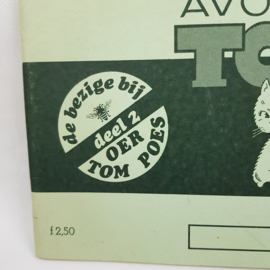 AVO
TO
de bezige bij
deel 2
OER
TOM POES
f 2,50